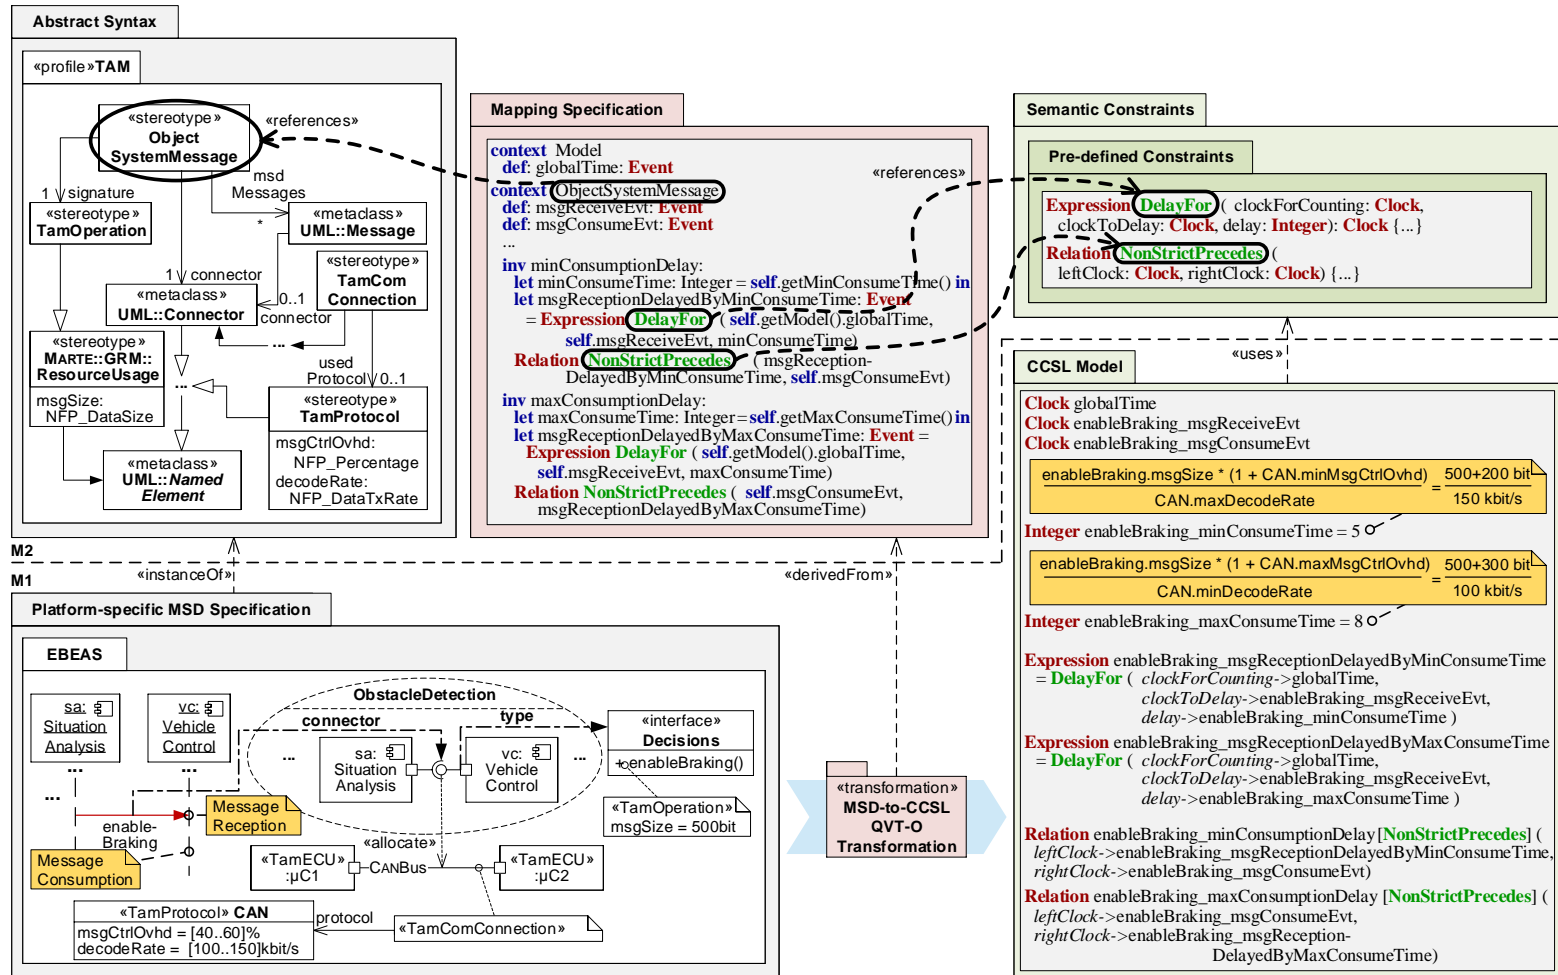 Abstract Syntax
«profile»TAM
«stereotype»
Object
SystemMessage
«references»
msd
Messages
1
signature
*
«stereotype»
TamOperation
«metaclass»
UML::Message
«stereotype»
TamCom
Connection
1
connector
«metaclass»
UML::Connector
0..1
connector
...
«stereotype»
MARTE::GRM::
ResourceUsage
msgSize:
NFP_DataSize
...
used
Protocol
0..1
«stereotype»
TamProtocol
msgCtrlOvhd:
NFP_Percentage
decodeRate:
NFP_DataTxRate
«metaclass»
UML::Named
Element
Mapping Specification
context Model
def: globalTime: Event
context ObjectSystemMessage
def: msgReceiveEvt: Event
def: msgConsumeEvt: Event
...
inv minConsumptionDelay:
let minConsumeTime: Integer = self.getMinConsumeTime() in
let msgReceptionDelayedByMinConsumeTime: Event
= Expression DelayFor ( self.getModel().globalTime,
self.msgReceiveEvt, minConsumeTime)
Relation NonStrictPrecedes ( msgReception-
DelayedByMinConsumeTime, self.msgConsumeEvt)
inv maxConsumptionDelay:
let maxConsumeTime: Integer = self.getMaxConsumeTime() in
let msgReceptionDelayedByMaxConsumeTime: Event =
Expression DelayFor ( self.getModel().globalTime,
self.msgReceiveEvt, maxConsumeTime)
Relation NonStrictPrecedes ( self.msgConsumeEvt,
msgReceptionDelayedByMaxConsumeTime)
«references»
Semantic Constraints
Pre-defined Constraints
Expression DelayFor ( clockForCounting: Clock,
clockToDelay: Clock, delay: Integer): Clock {...}
Relation NonStrictPrecedes (
leftClock: Clock, rightClock: Clock) {...}
M2
M1
«instanceOf»
«derivedFrom»
«uses»
Platform-specific MSD Specification
EBEAS
sa:
Situation
Analysis
vc:
Vehicle
Control
...
...
...
enable-
Braking
Message
Reception
Message
Consumption
ObstacleDetection
connector
type
...
sa:
Situation
Analysis
vc:
Vehicle
Control
...
«interface»
Decisions
+ enableBraking()
«TamOperation»
msgSize = 500bit
«allocate»
«TamECU»
:µC1
CANBus
«TamECU»
:µC2
«TamProtocol» CAN
msgCtrlOvhd = [40..60]%
decodeRate = [100..150]kbit/s
protocol
«TamComConnection»
«transformation»
MSD-to-CCSL
QVT-O
Transformation
CCSL Model
Clock globalTime
Clock enableBraking_msgReceiveEvt
Clock enableBraking_msgConsumeEvt
enableBraking.msgSize * (1 + CAN.minMsgCtrlOvhd) = 500+200 bit
CAN.maxDecodeRate 150 kbit/s
Integer enableBraking_minConsumeTime = 5
enableBraking.msgSize * (1 + CAN.maxMsgCtrlOvhd) = 500+300 bit
CAN.minDecodeRate 100 kbit/s
Integer enableBraking_maxConsumeTime = 8
Expression enableBraking_msgReceptionDelayedByMinConsumeTime
= DelayFor ( clockForCounting->globalTime,
clockToDelay->enableBraking_msgReceiveEvt,
delay->enableBraking_minConsumeTime )
Expression enableBraking_msgReceptionDelayedByMaxConsumeTime
= DelayFor ( clockForCounting->globalTime,
clockToDelay->enableBraking_msgReceiveEvt,
delay->enableBraking_maxConsumeTime )
Relation enableBraking_minConsumptionDelay [NonStrictPrecedes] (
leftClock->enableBraking_msgReceptionDelayedByMinConsumeTime,
rightClock->enableBraking_msgConsumeEvt)
Relation enableBraking_maxConsumptionDelay [NonStrictPrecedes] (
leftClock->enableBraking_msgConsumeEvt,
rightClock->enableBraking_msgReception-
DelayedByMaxConsumeTime)